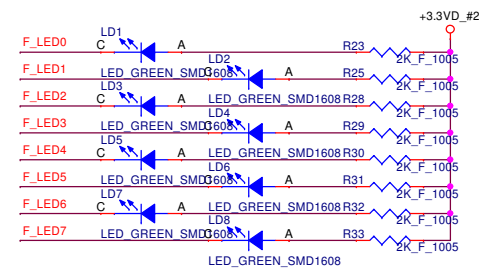 +3.3VD_#2
LD1
F_LED0 C A R23
2K_F_1005
LD2
F_LED1 LED_GREEN_SMD1608 C A R25
2K_F_1005
LD3
F_LED2 C A LED_GREEN_SMD1608 R28
2K_F_1005
LD4
F_LED3 LED_GREEN_SMD1608 C A R29
2K_F_1005
LD5
F_LED4 C A LED_GREEN_SMD1608 R30
2K_F_1005
LD6
F_LED5 LED_GREEN_SMD1608 C A R31
2K_F_1005
LD7
F_LED6 C A LED_GREEN_SMD1608 R32
2K_F_1005
LD8
F_LED7 LED_GREEN_SMD1608 C A R33
2K_F_1005
LED_GREEN_SMD1608